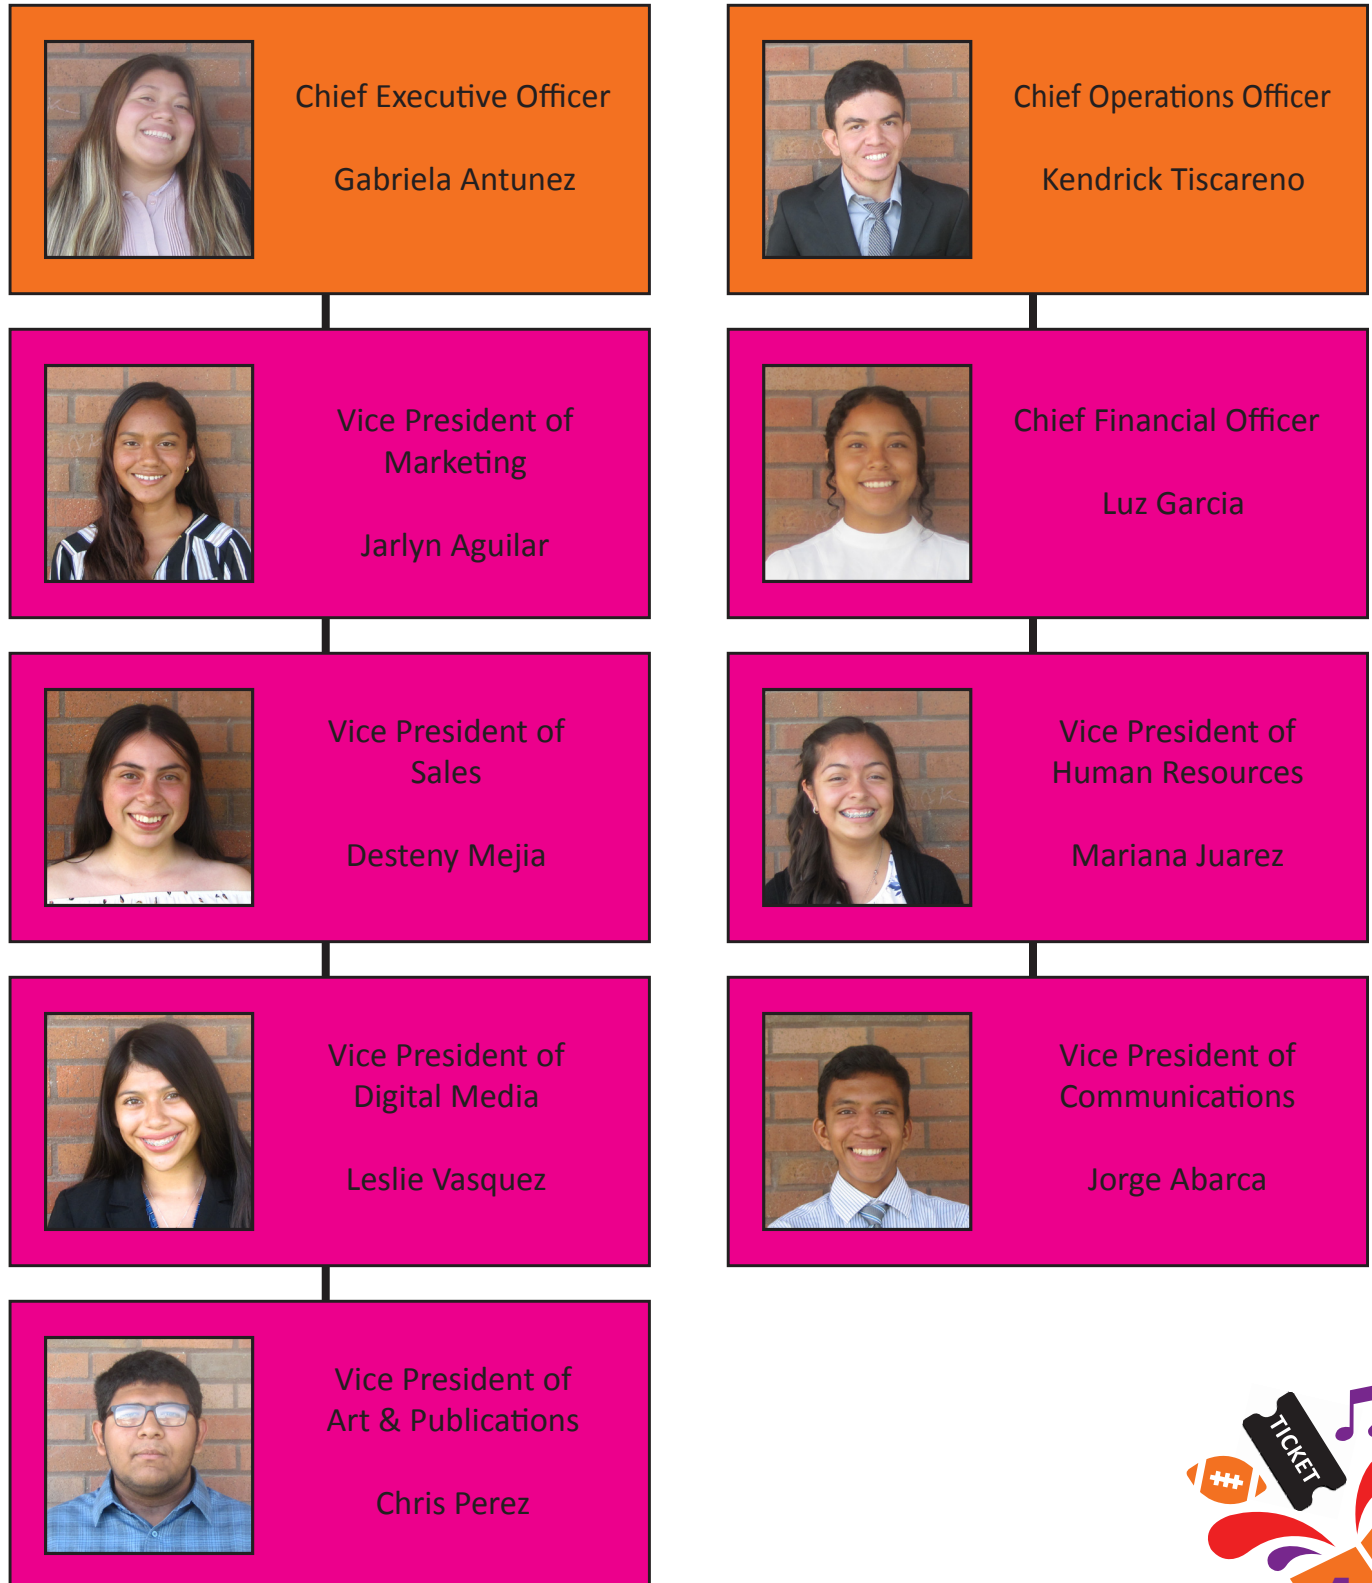 Chief Executive Officer
Gabriela Antunez
Chief Operations Officer
Kendrick Tiscareno
Vice President of
Marketing
Jarlyn Aguilar
Chief Financial Officer
Luz Garcia
Vice President of
Sales
Desteny Mejia
Vice President of
Human Resources
Mariana Juarez
Vice President of
Digital Media
Leslie Vasquez
Vice President of
Communications
Jorge Abarca
Vice President of
Art & Publications
Chris Perez
TICKET